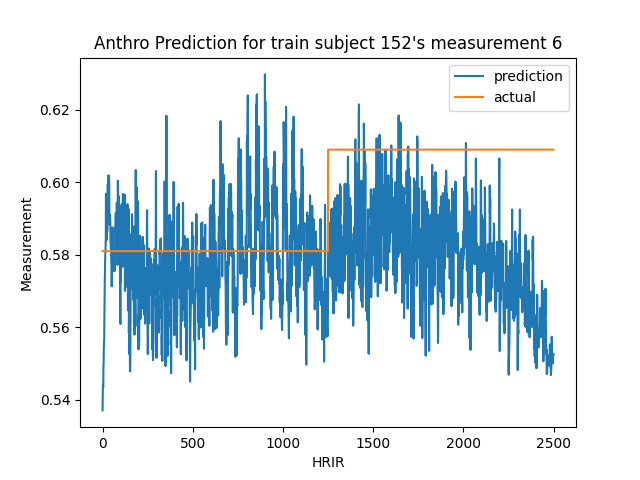 Anthro Prediction for train subject 152's measurement 6
prediction
actual
Measurement
0.62
0.60
0.58
0.56
0.54
0
500
1000
1500
2000
2500
HRIR